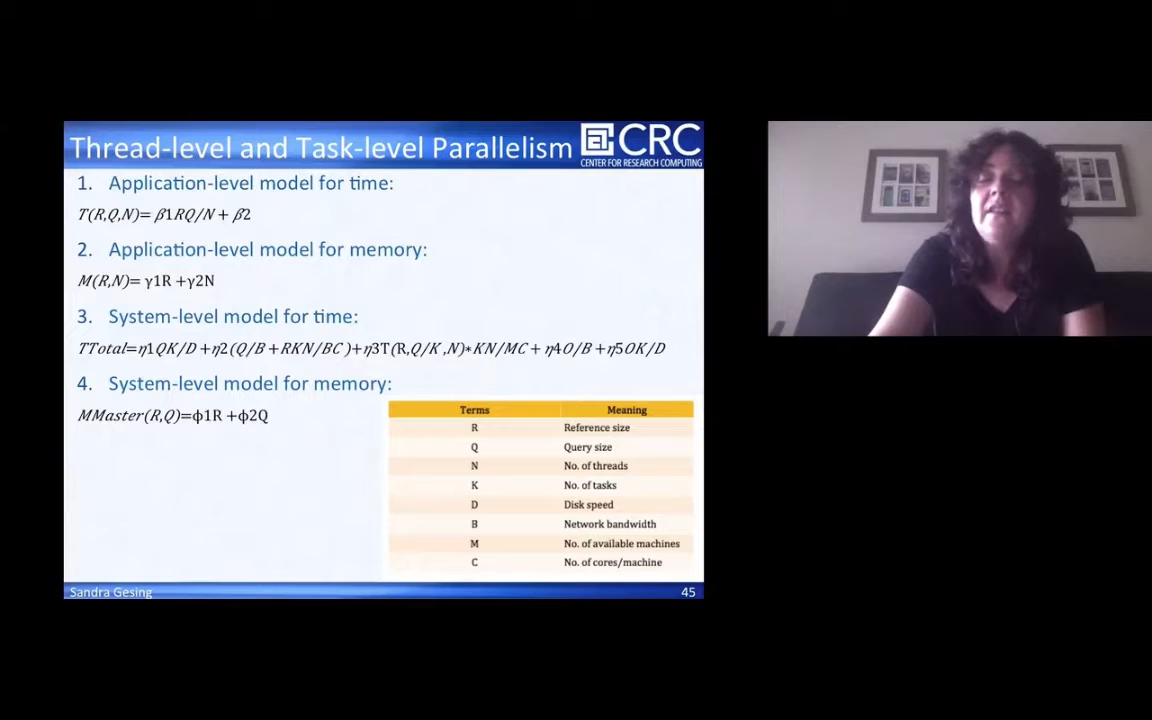 Thread-level and Task-level Parallelism
CRC
CENTER FOR RESEARCH COMPUTING
1. Application-level model for time:
T(R,Q,N)= β1RQ/N + β2
2. Application-level model for memory:
M(R,N)= γ1R +γ2N
3. System-level model for time:
TTotal=η1QK/D +η2(Q/B +RKN/BC )+η3T(R,Q/K ,N)∗KN/MC + η4O/B +η5OK/D
4. System-level model for memory:
MMaster(R,Q)=ϕ1R +ϕ2Q
Terms Meaning
R Reference size
Q Query size
N No. of threads
K No. of tasks
D Disk speed
B Network bandwidth
M No. of available machines
C No. of cores/machine
Sandra Gesing 45